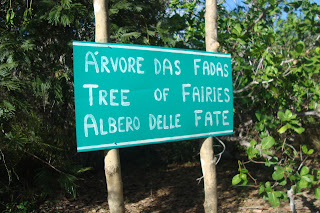 ÁRVORE DAS FADAS
TREE OF FAIRIES
ALBERO DELLE FATE